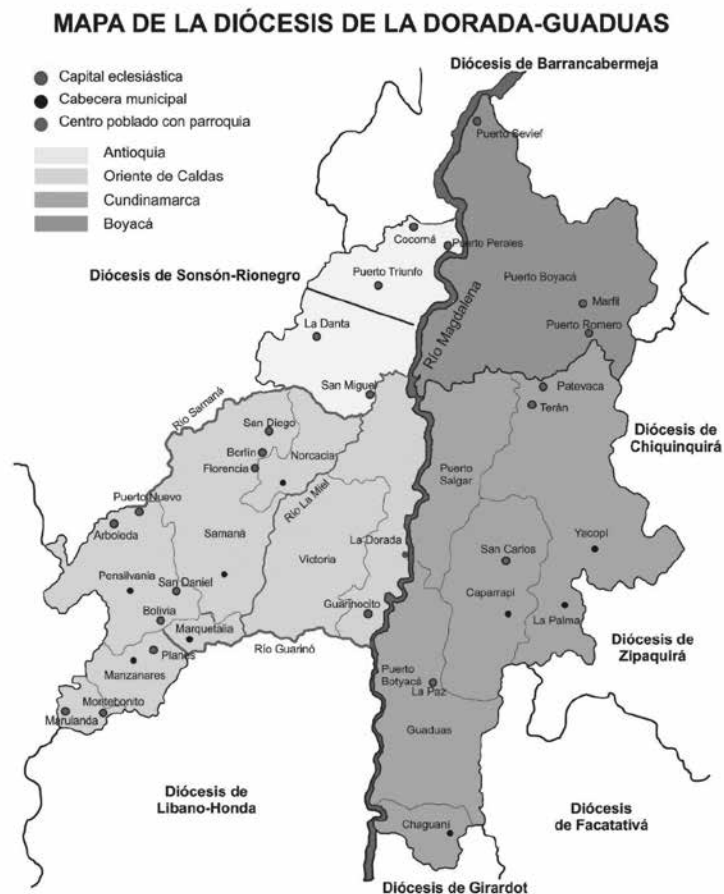 MAPA DE LA DIÓCESIS DE LA DORADA-GUADUAS
Diócesis de Barrancabermeja
Capital eclesiástica
Cabecera municipal
Centro poblado con parroquia
Antioquia
Oriente de Caldas
Cundinamarca
Boyacá
Puerto Sevief
Cocorná
Puerto Perales
Diócesis de Sonsón-Rionegro
Puerto Triunfo
Puerto Boyacá
Marfil
Puerto Romero
La Danta
Río Magdalena
San Miguel
Patevaca
Terán
Diócesis de
Chiquinquirá
Río Samaná
San Diego
Berlín
Norcacia
Florencia
Puerto
Salgar
Río La Miel
Puerto Nuevo
Arboleda
Samaná
Victoria
La Dorada
San Carlos
Yacopí
Pensilvania
San Daniel
Caparrapí
Guarinocito
La Palma
Bolivia
Marquetalia
Río Guarinó
Diócesis de
Zipaquirá
Planes
Manzanares
Puerto
Botyacá
La Paz
Montebonito
Marulanda
Guaduas
Diócesis de
Libano-Honda
Diócesis
de Facatativá
Chaguaní
Diócesis de Girardot